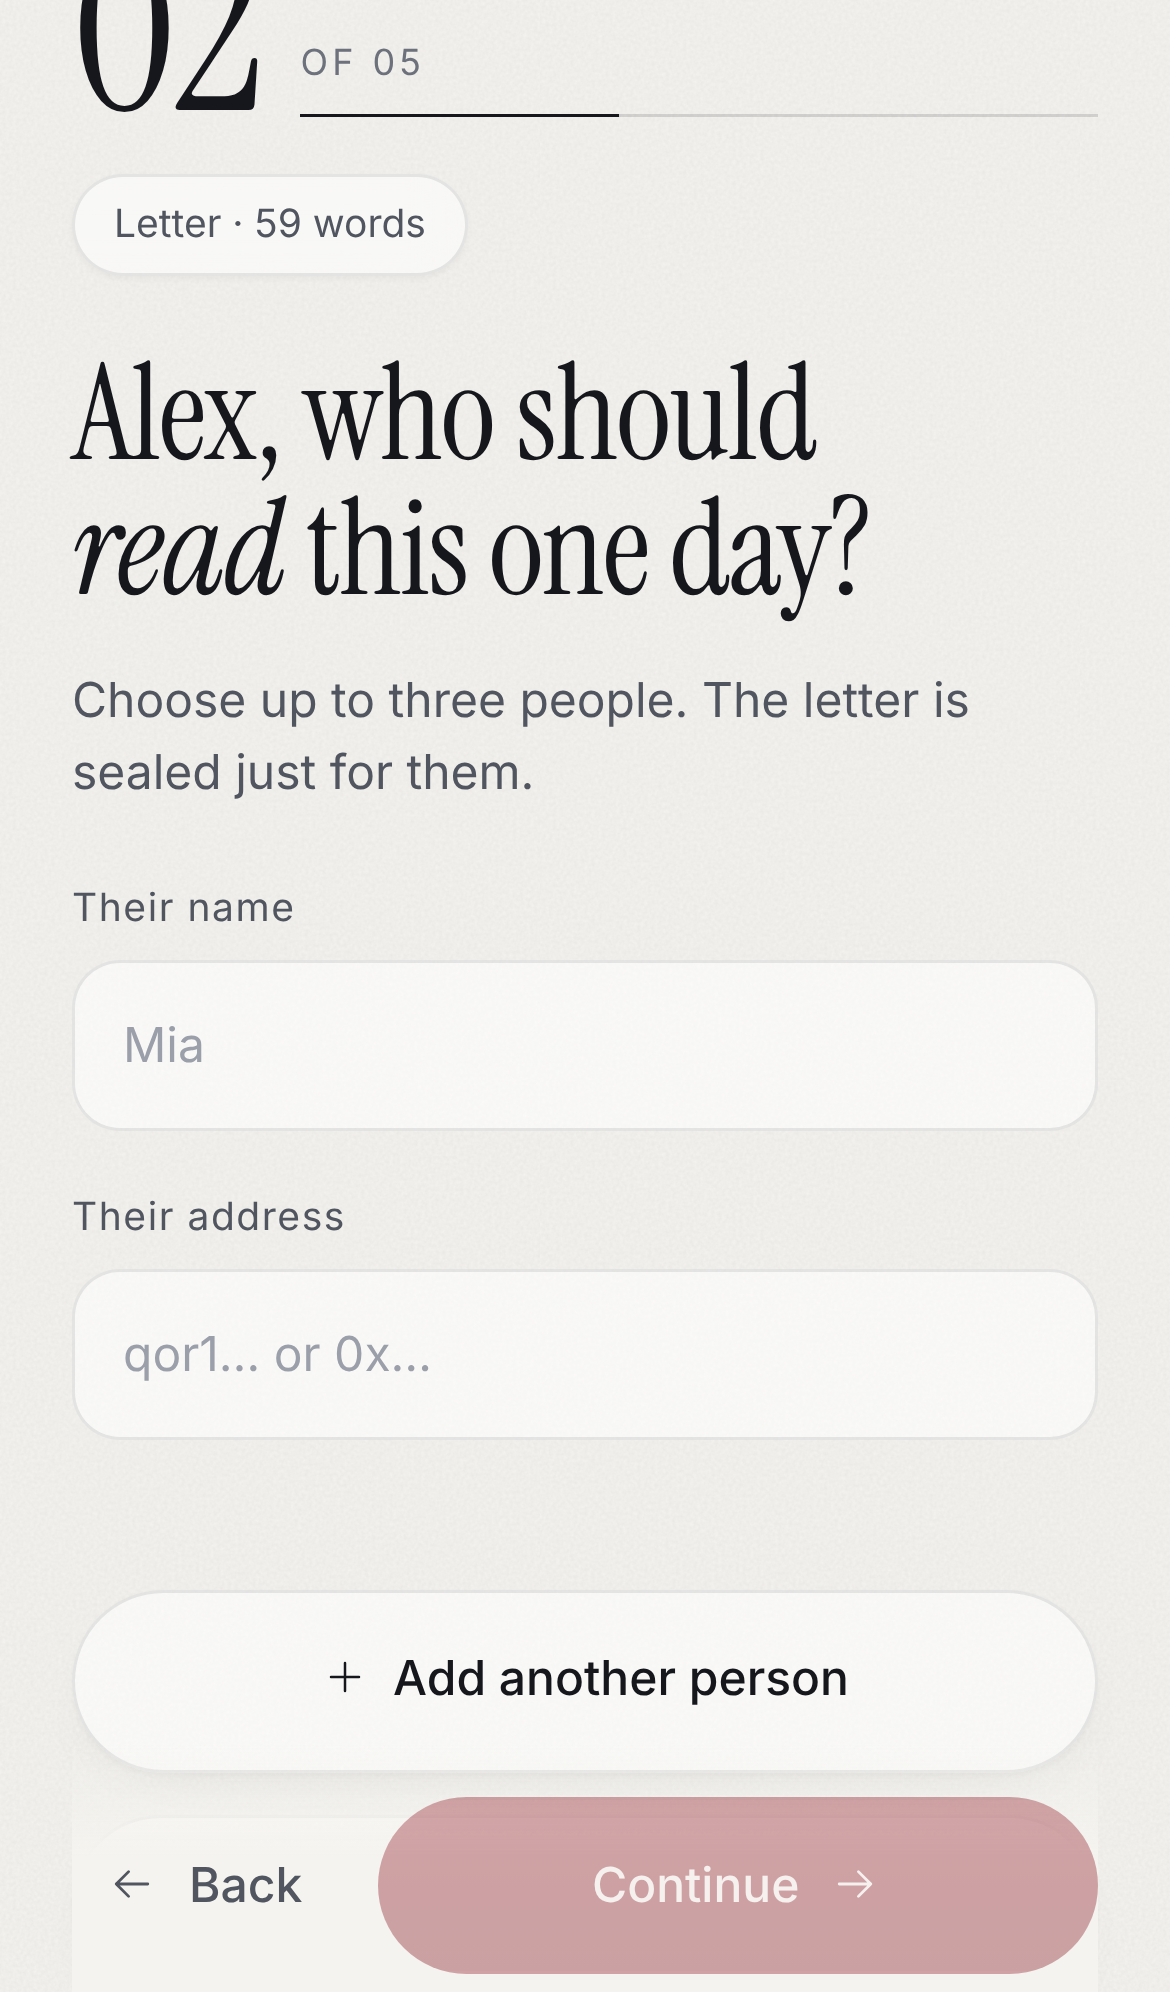 02
OF 05
Letter · 59 words
Alex, who should
read this one day?
Choose up to three people. The letter is
sealed just for them.
Their name
Mia
Their address
qor1... or 0x...
+ Add another person
← Back
Continue →